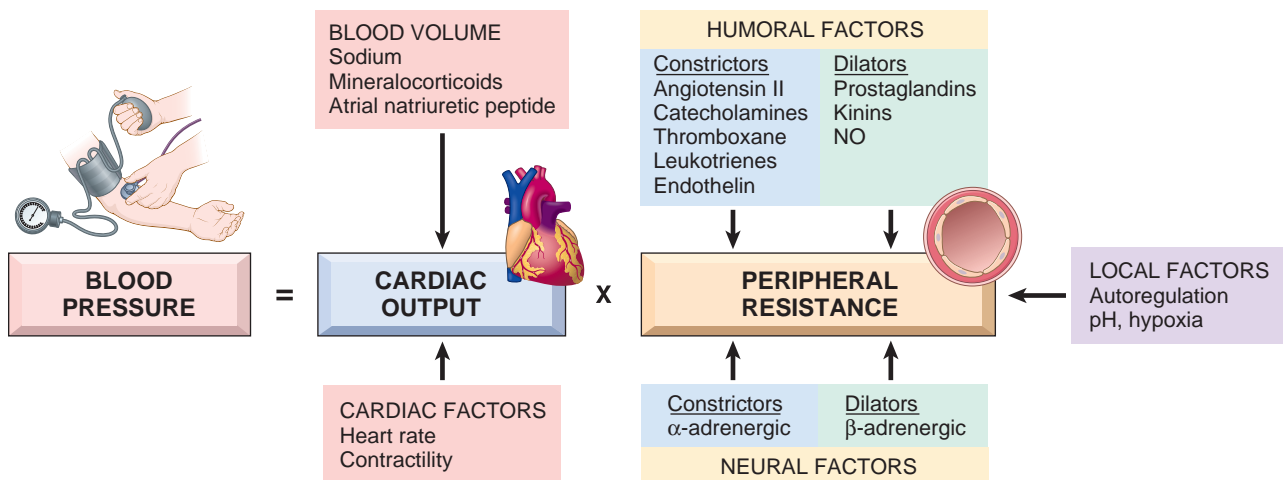 BLOOD VOLUME
Sodium
Mineralocorticoids
Atrial natriuretic peptide
HUMORAL FACTORS
Constrictors
Angiotensin II
Catecholamines
Thromboxane
Leukotrienes
Endothelin
Dilators
Prostaglandins
Kinins
NO
BLOOD
PRESSURE
=
CARDIAC
OUTPUT
x
PERIPHERAL
RESISTANCE
LOCAL FACTORS
Autoregulation
pH, hypoxia
CARDIAC FACTORS
Heart rate
Contractility
Constrictors
α-adrenergic
Dilators
β-adrenergic
NEURAL FACTORS